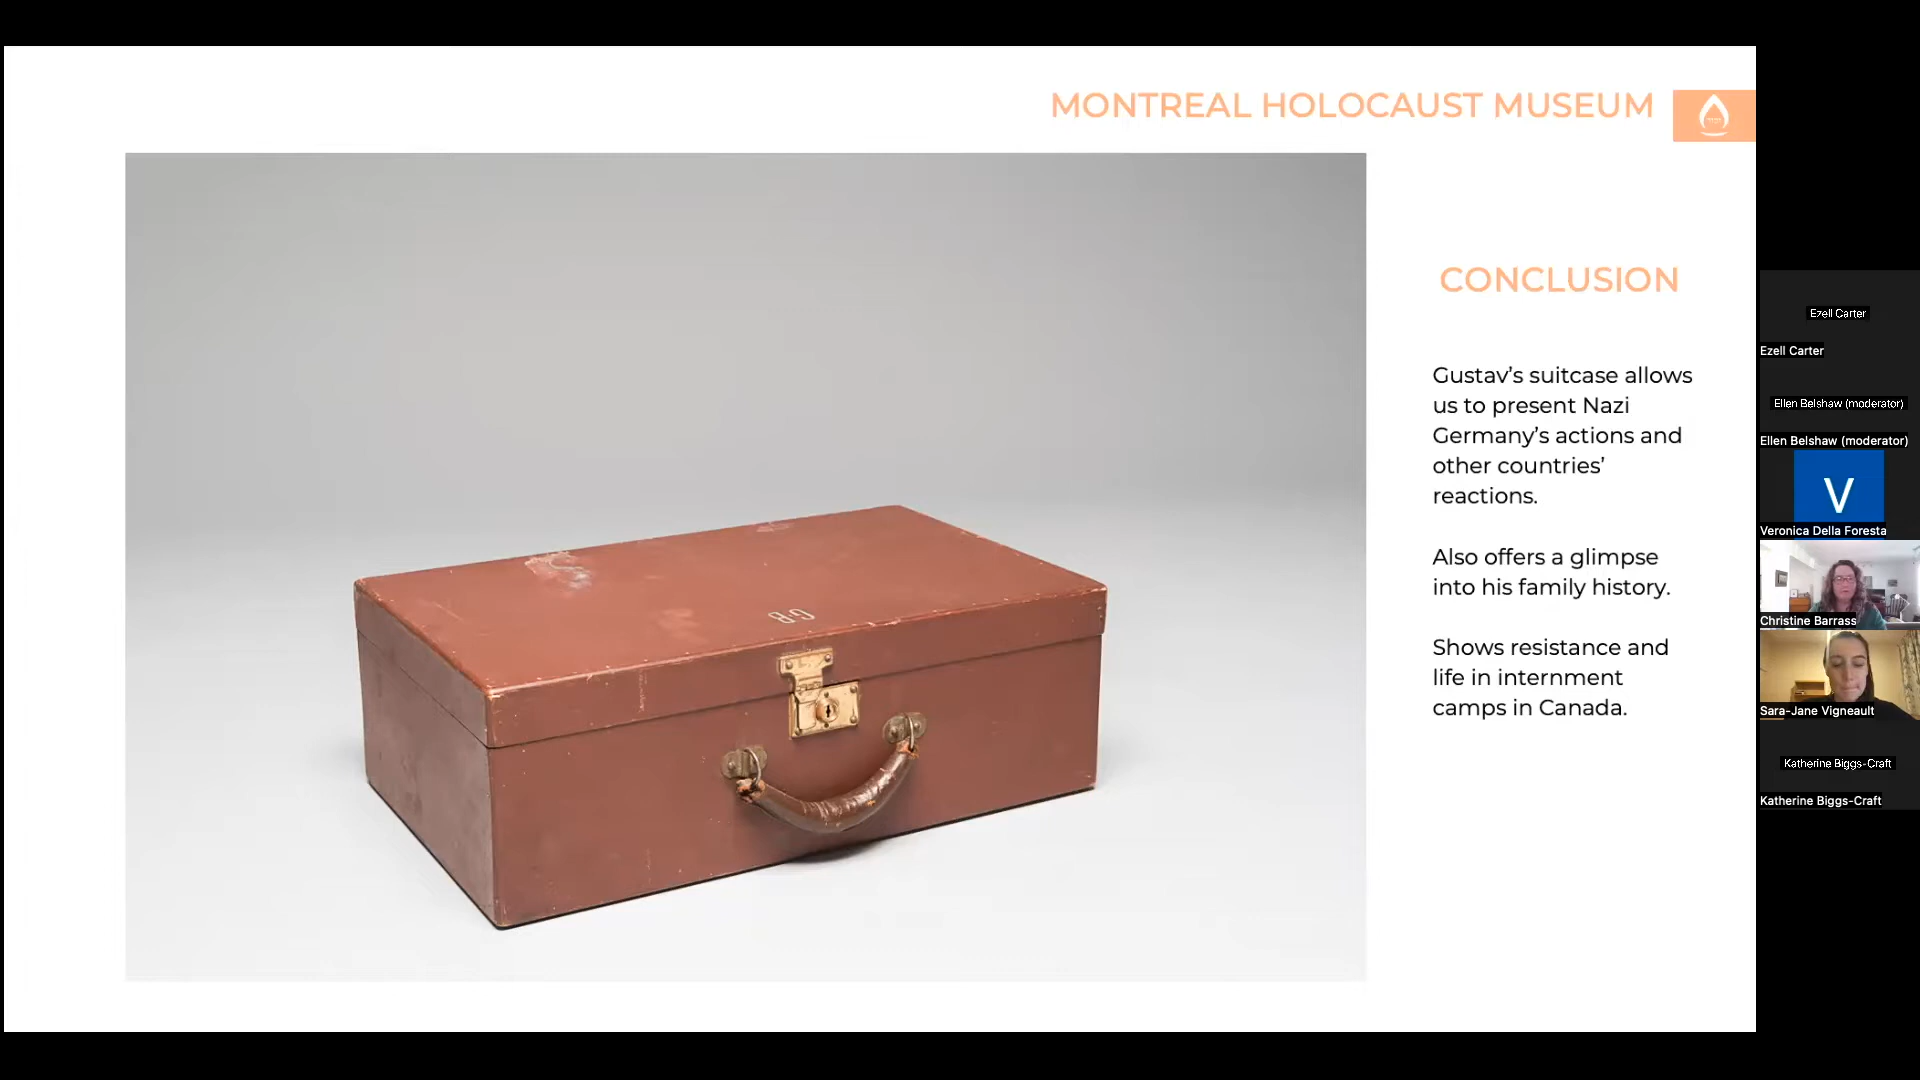 MONTREAL HOLOCAUST MUSEUM
CONCLUSION
Gustav's suitcase allows
us to present Nazi
Germany's actions and
other countries'
reactions.
Also offers a glimpse
into his family history.
Shows resistance and
life in internment
camps in Canada.
GB
Ezell Carter
Ezell Carter
Ellen Belshaw (moderator)
Ellen Belshaw (moderator)
V
Veronica Della Foresta
Christine Barrass
Sara-Jane Vigneault
Katherine Biggs-Craft
Katherine Biggs-Craft